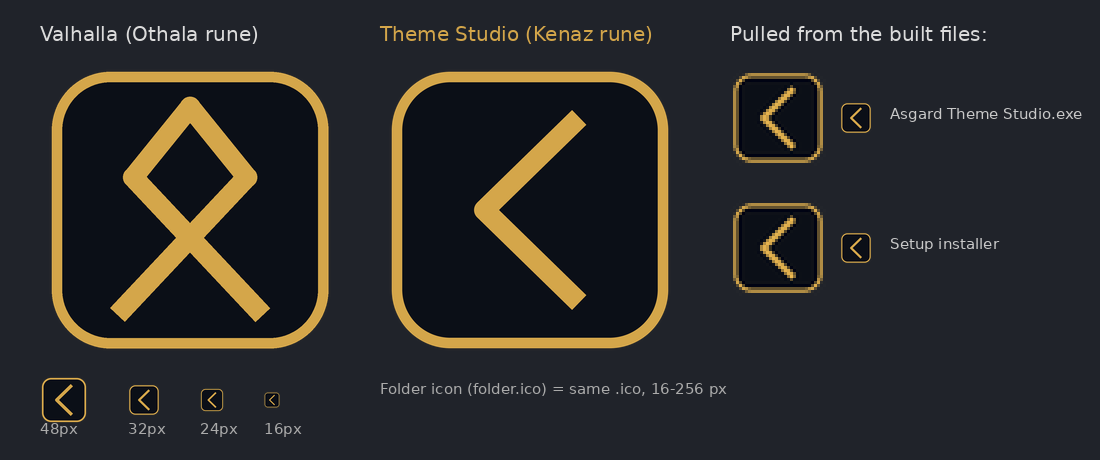 Valhalla (Othala rune)
Theme Studio (Kenaz rune)
Pulled from the built files:
Asgard Theme Studio.exe
Setup installer
Folder icon (folder.ico) = same .ico, 16-256 px
48px
32px
24px
16px